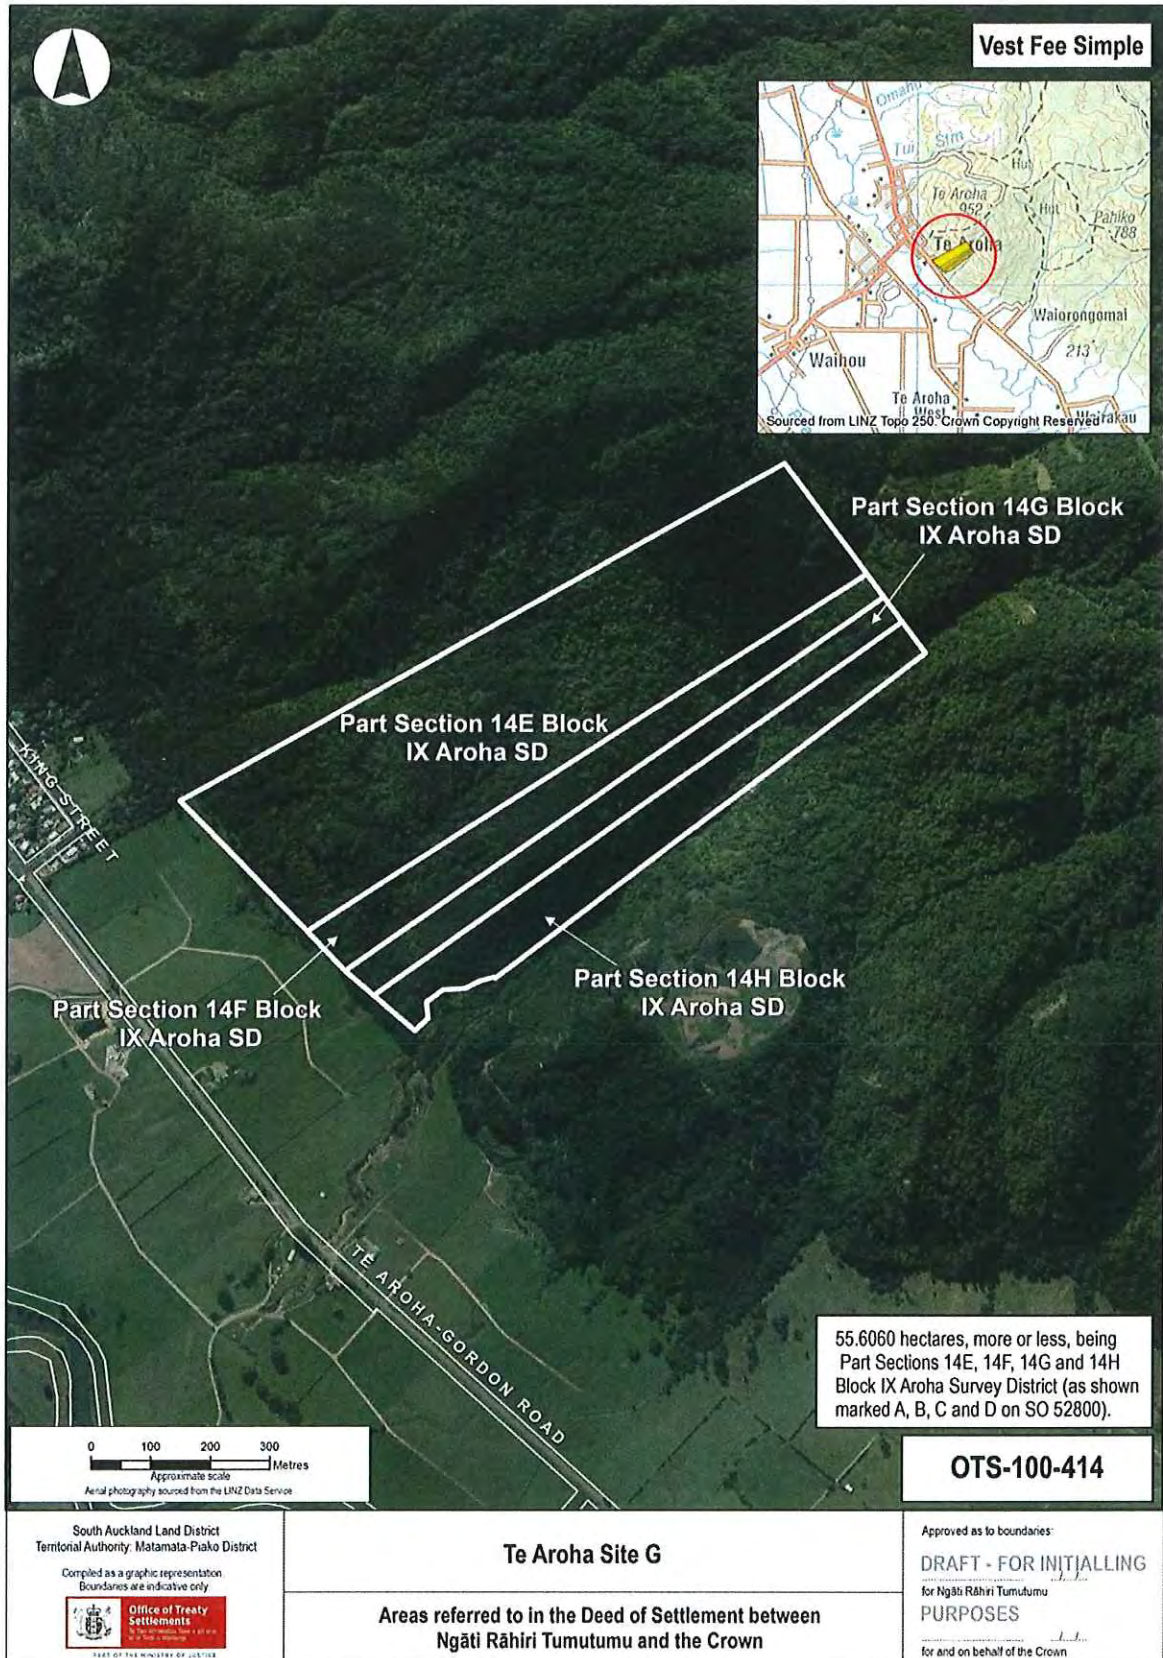 Vest Fee Simple
Omahu
Tui Stm
Hut
Te Aroha
952
Hut
Pahiko
788
Te Aroha
Waiorongomai
213
Waihou
Te Aroha
West
Wairakau
Sourced from LINZ Topo 250. Crown Copyright Reserved
Part Section 14G Block
IX Aroha SD
Part Section 14E Block
IX Aroha SD
KING STREET
Part Section 14H Block
IX Aroha SD
Part Section 14F Block
IX Aroha SD
TE AROHA-GORDON ROAD
55.6060 hectares, more or less, being
Part Sections 14E, 14F, 14G and 14H
Block IX Aroha Survey District (as shown
marked A, B, C and D on SO 52800).
0 100 200 300
Metres
Approximate scale
Aerial photography sourced from the LINZ Data Service
OTS-100-414
South Auckland Land District
Territorial Authority: Matamata-Piako District
Compiled as a graphic representation
Boundaries are indicative only
Office of Treaty
Settlements
PART OF THE MINISTRY OF JUSTICE
Te Aroha Site G
Areas referred to in the Deed of Settlement between
Ngāti Rāhiri Tumutumu and the Crown
Approved as to boundaries:
DRAFT - FOR INITIALLING
for Ngāti Rāhiri Tumutumu
PURPOSES
for and on behalf of the Crown